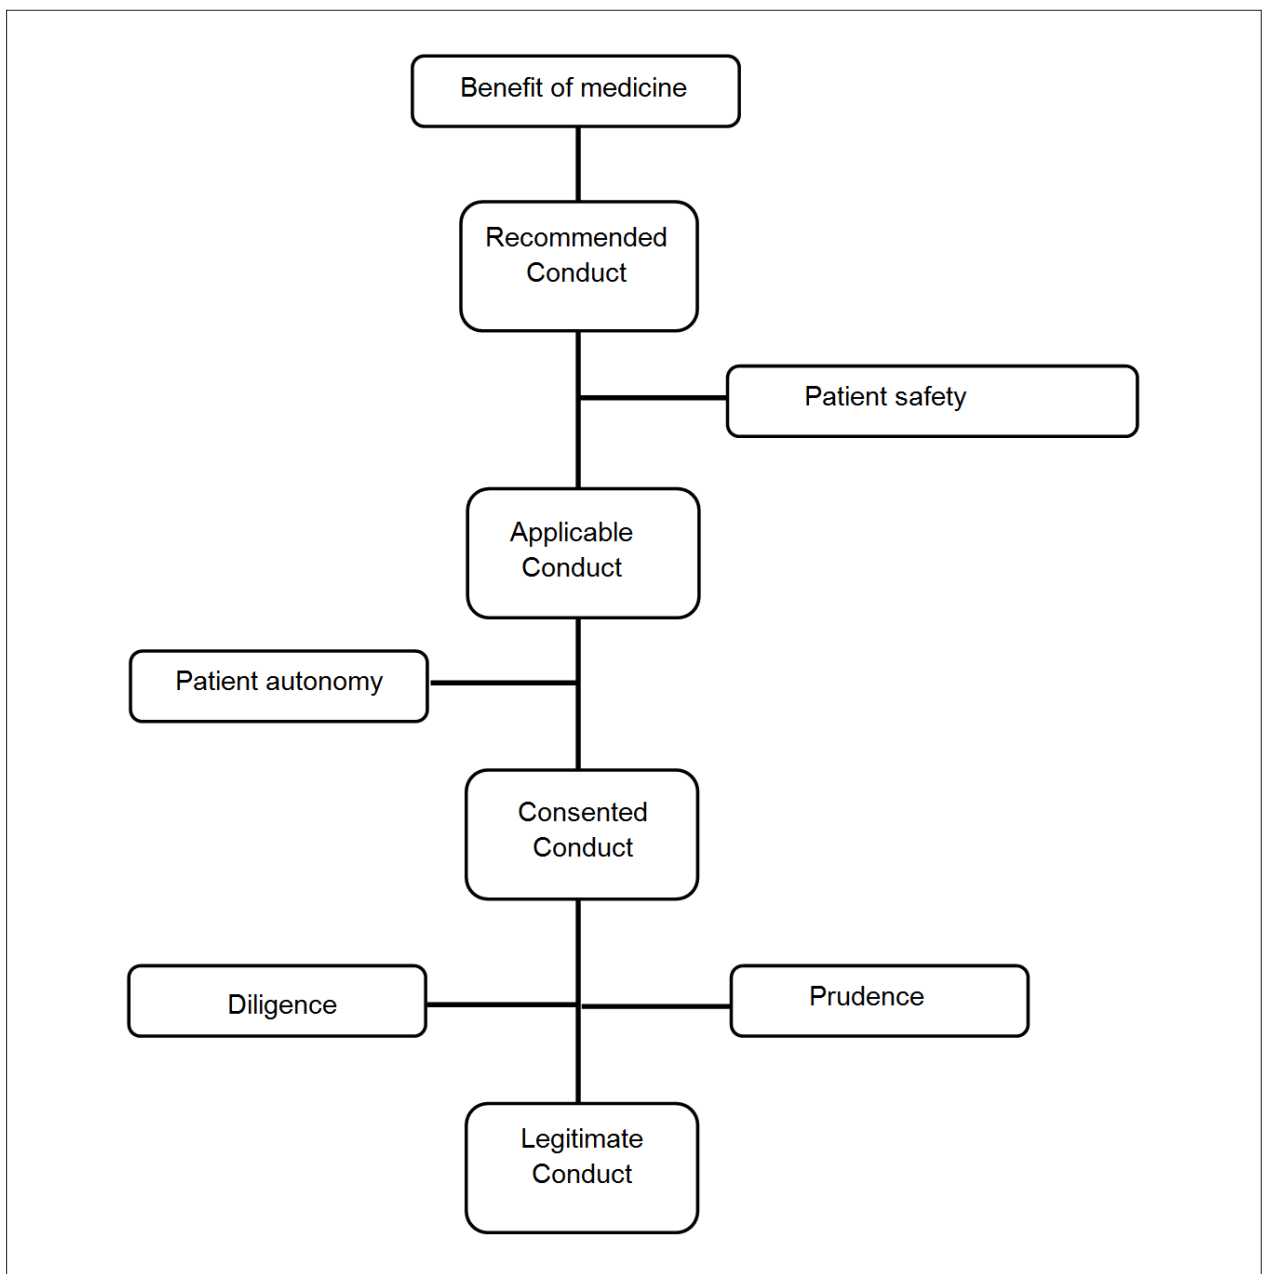 Benefit of medicine
Recommended
Conduct
Patient safety
Applicable
Conduct
Patient autonomy
Consented
Conduct
Diligence
Prudence
Legitimate
Conduct